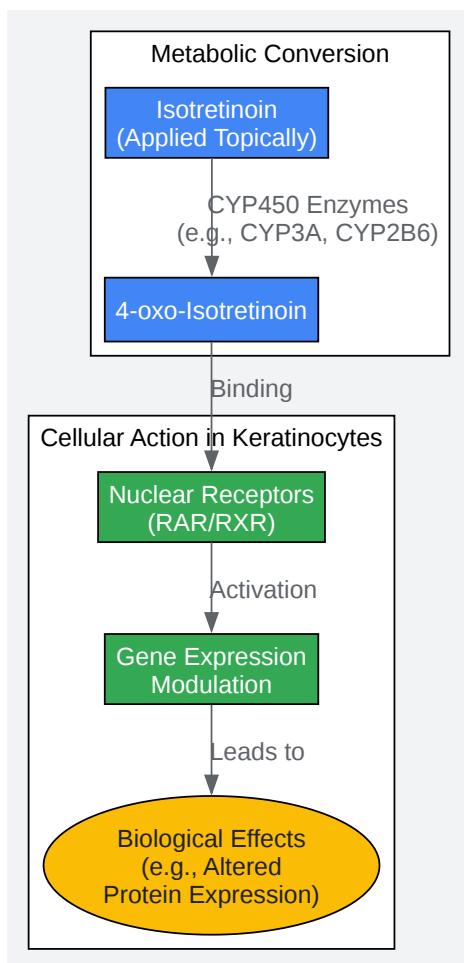 Metabolic Conversion
Isotretinoin
(Applied Topically)
CYP450 Enzymes
(e.g., CYP3A, CYP2B6)
4-oxo-Isotretinoin
Binding
Cellular Action in Keratinocytes
Nuclear Receptors
(RAR/RXR)
Activation
Gene Expression
Modulation
Leads to
Biological Effects
(e.g., Altered
Protein Expression)